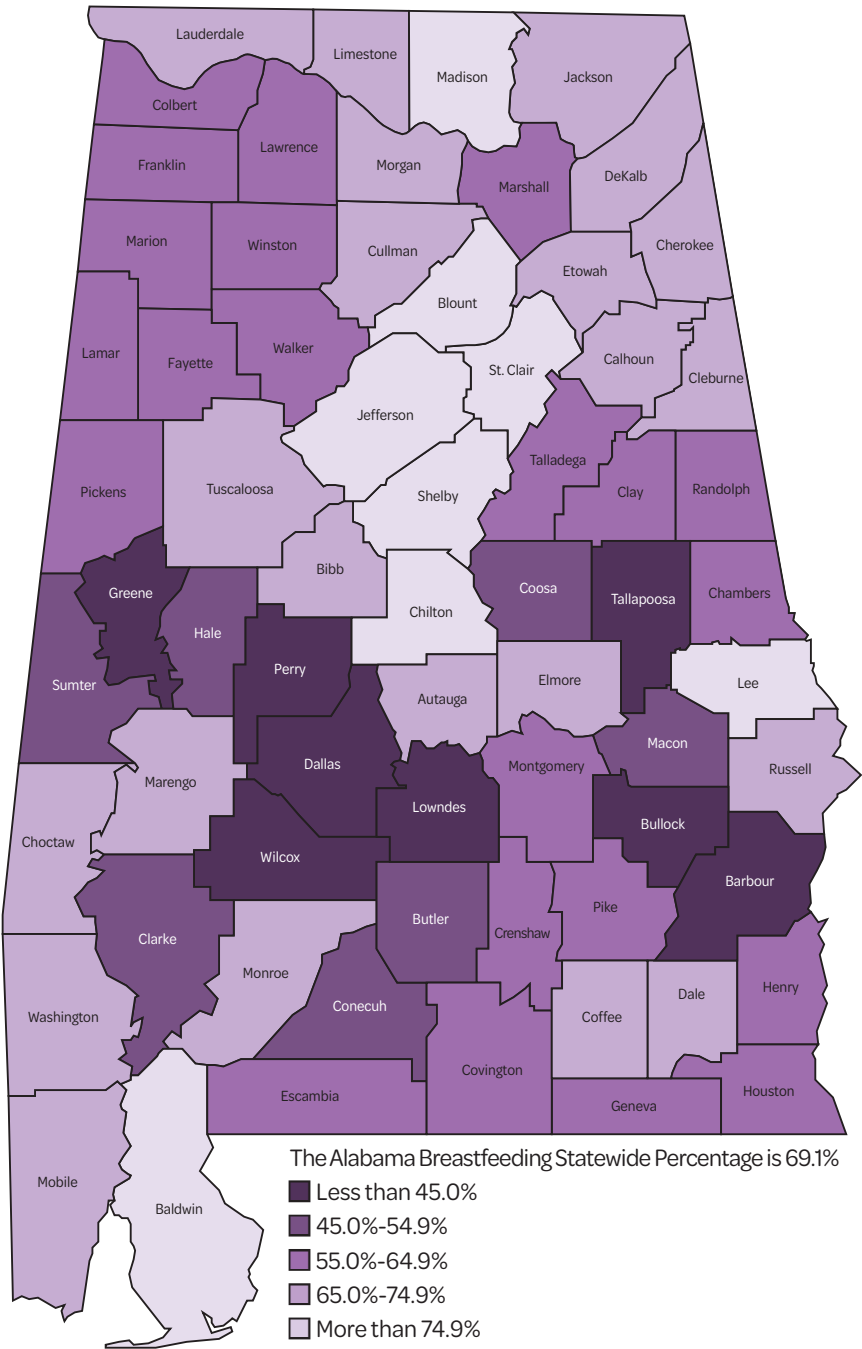 Lauderdale
Limestone
Madison
Jackson
Colbert
Lawrence
Franklin
Morgan
Marshall
DeKalb
Marion
Winston
Cullman
Cherokee
Etowah
Blount
Lamar
Fayette
Walker
St. Clair
Calhoun
Cleburne
Jefferson
Talladega
Pickens
Tuscaloosa
Shelby
Clay
Randolph
Greene
Bibb
Coosa
Tallapoosa
Chambers
Hale
Chilton
Sumter
Perry
Autauga
Elmore
Lee
Marengo
Dallas
Montgomery
Macon
Russell
Choctaw
Lowndes
Bullock
Wilcox
Barbour
Clarke
Butler
Crenshaw
Pike
Monroe
Henry
Washington
Conecuh
Coffee
Dale
Escambia
Covington
Geneva
Houston
Mobile
Baldwin
The Alabama Breastfeeding Statewide Percentage is 69.1%
Less than 45.0%
45.0%-54.9%
55.0%-64.9%
65.0%-74.9%
More than 74.9%